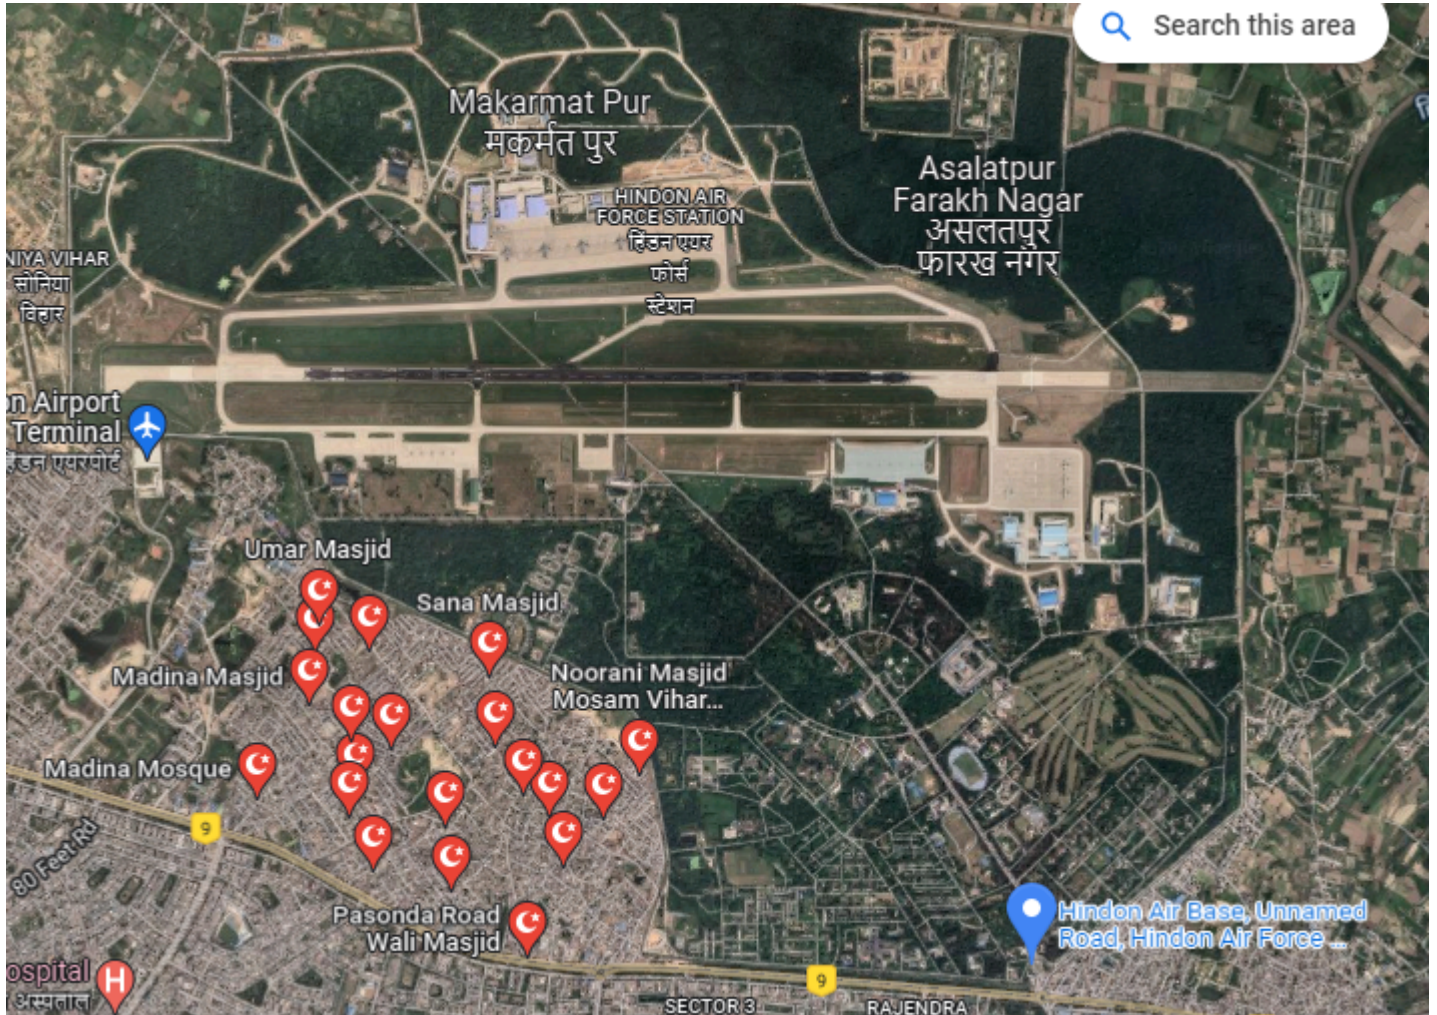 Search this area
Makarmat Pur
मकर्मत पुर
Asalatpur
Farakh Nagar
असलतपुर
फारख नगर
HINDON AIR
FORCE STATION
हिंडन एयर
फोर्स
स्टेशन
NIYA VIHAR
सोनिया
विहार
on Airport
Terminal
हिंडन एयरपोर्ट
Umar Masjid
Sana Masjid
Madina Masjid
Noorani Masjid
Mosam Vihar...
Madina Mosque
9
80 Feet Rd
Pasonda Road
Wali Masjid
Hindon Air Base, Unnamed
Road, Hindon Air Force ...
ospital
H
अस्पताल
9
SECTOR 3
RAJENDRA